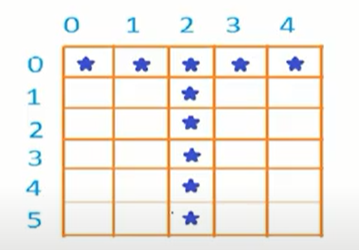 0 1 2 3 4
0 ★ ★ ★ ★ ★
1 ★
2 ★
3 ★
4 ★
5 ★